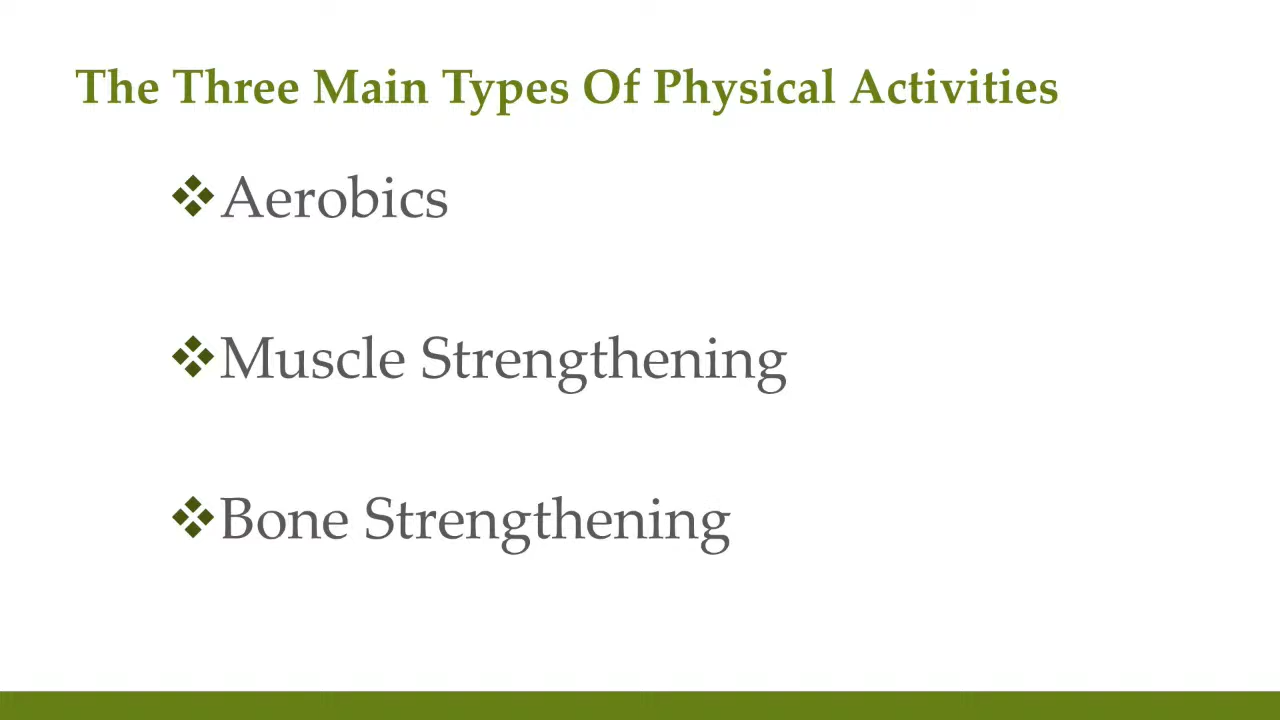 The Three Main Types Of Physical Activities
❖Aerobics
❖Muscle Strengthening
❖Bone Strengthening